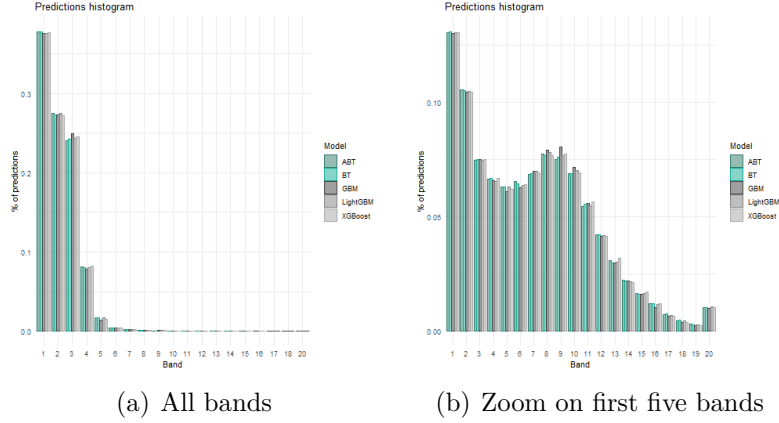 Predictions histogram
% of predictions
0.3
0.2
0.1
0.0
1 2 3 4 5 6 7 8 9 10 11 12 13 14 15 16 17 18 20
Band
Model
ABT
BT
GBM
LightGBM
XGBoost
(a) All bands
Predictions histogram
% of predictions
0.10
0.05
0.00
1 2 3 4 5 6 7 8 9 10 11 12 13 14 15 16 17 18 19 20
Band
Model
ABT
BT
GBM
LightGBM
XGBoost
(b) Zoom on first five bands